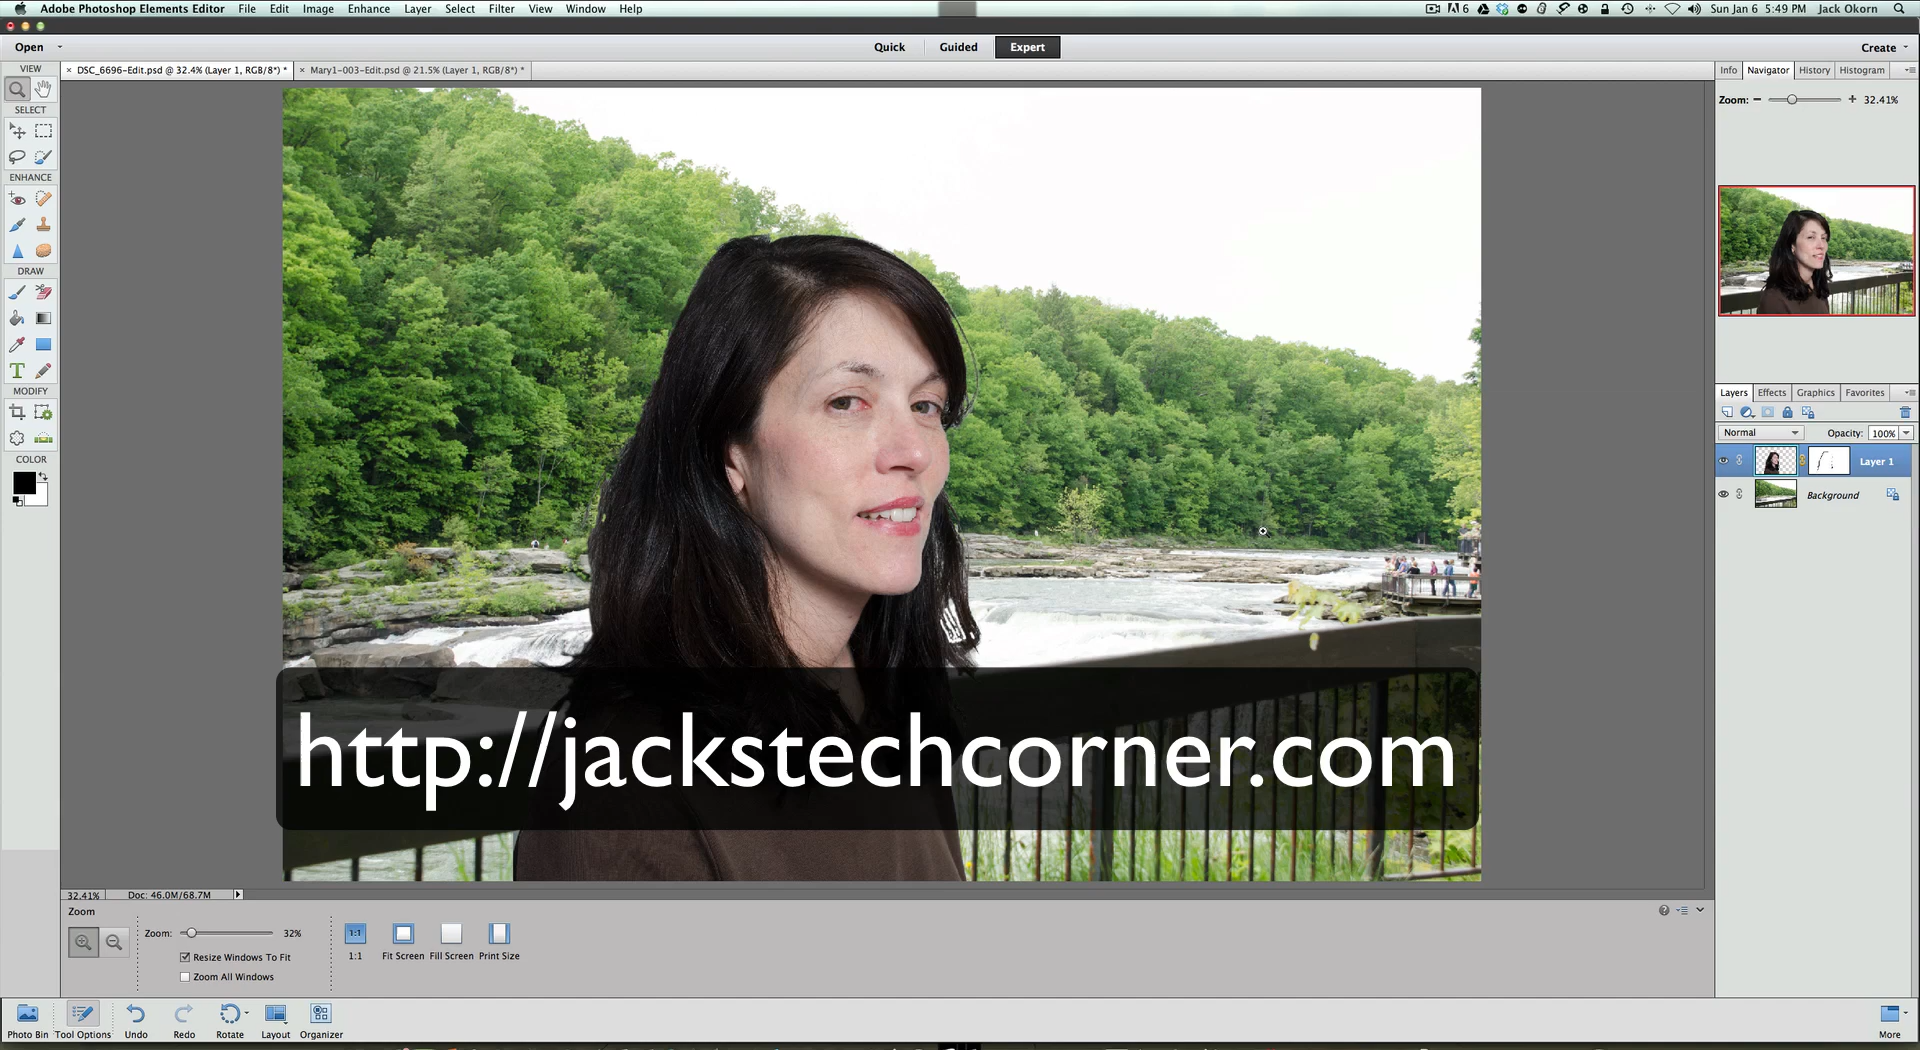 Adobe Photoshop Elements Editor File Edit Image Enhance Layer Select Filter View Window Help 6 Sun Jan 6 5:49 PM Jack Okorn
Open Quick Guided Expert Create
VIEW × DSC_6696-Edit.psd @ 32.4% (Layer 1, RGB/8*) * × Mary1-003-Edit.psd @ 21.5% (Layer 1, RGB/8*) * Info Navigator History Histogram
Zoom: 32.41%
SELECT
ENHANCE
DRAW
T
MODIFY
Layers Effects Graphics Favorites
Normal Opacity: 100%
COLOR
Layer 1
Background
http://jackstechcorner.com
32.41% Doc: 46.0M/68.7M
Zoom
Zoom: 32% 1:1
1:1 Fit Screen Fill Screen Print Size
Resize Windows To Fit
Zoom All Windows
Photo Bin Tool Options Undo Redo Rotate Layout Organizer More